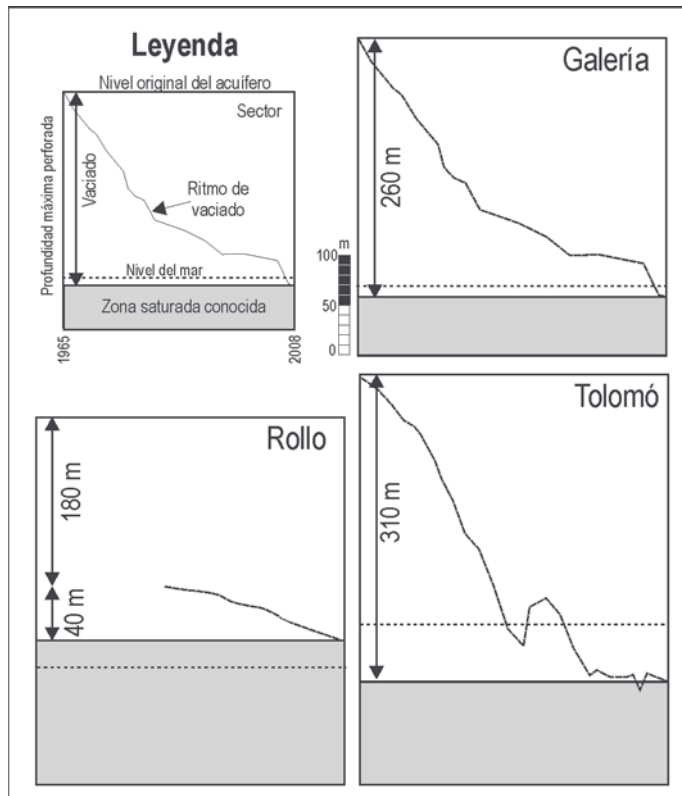 Leyenda
Nivel original del acuífero
Sector
Profundidad máxima perforada
Vaciado
Ritmo de
vaciado
Nivel del mar
Zona saturada conocida
1965
2008
Galería
260 m
m
100
50
0
Rollo
180 m
40 m
Tolomó
310 m